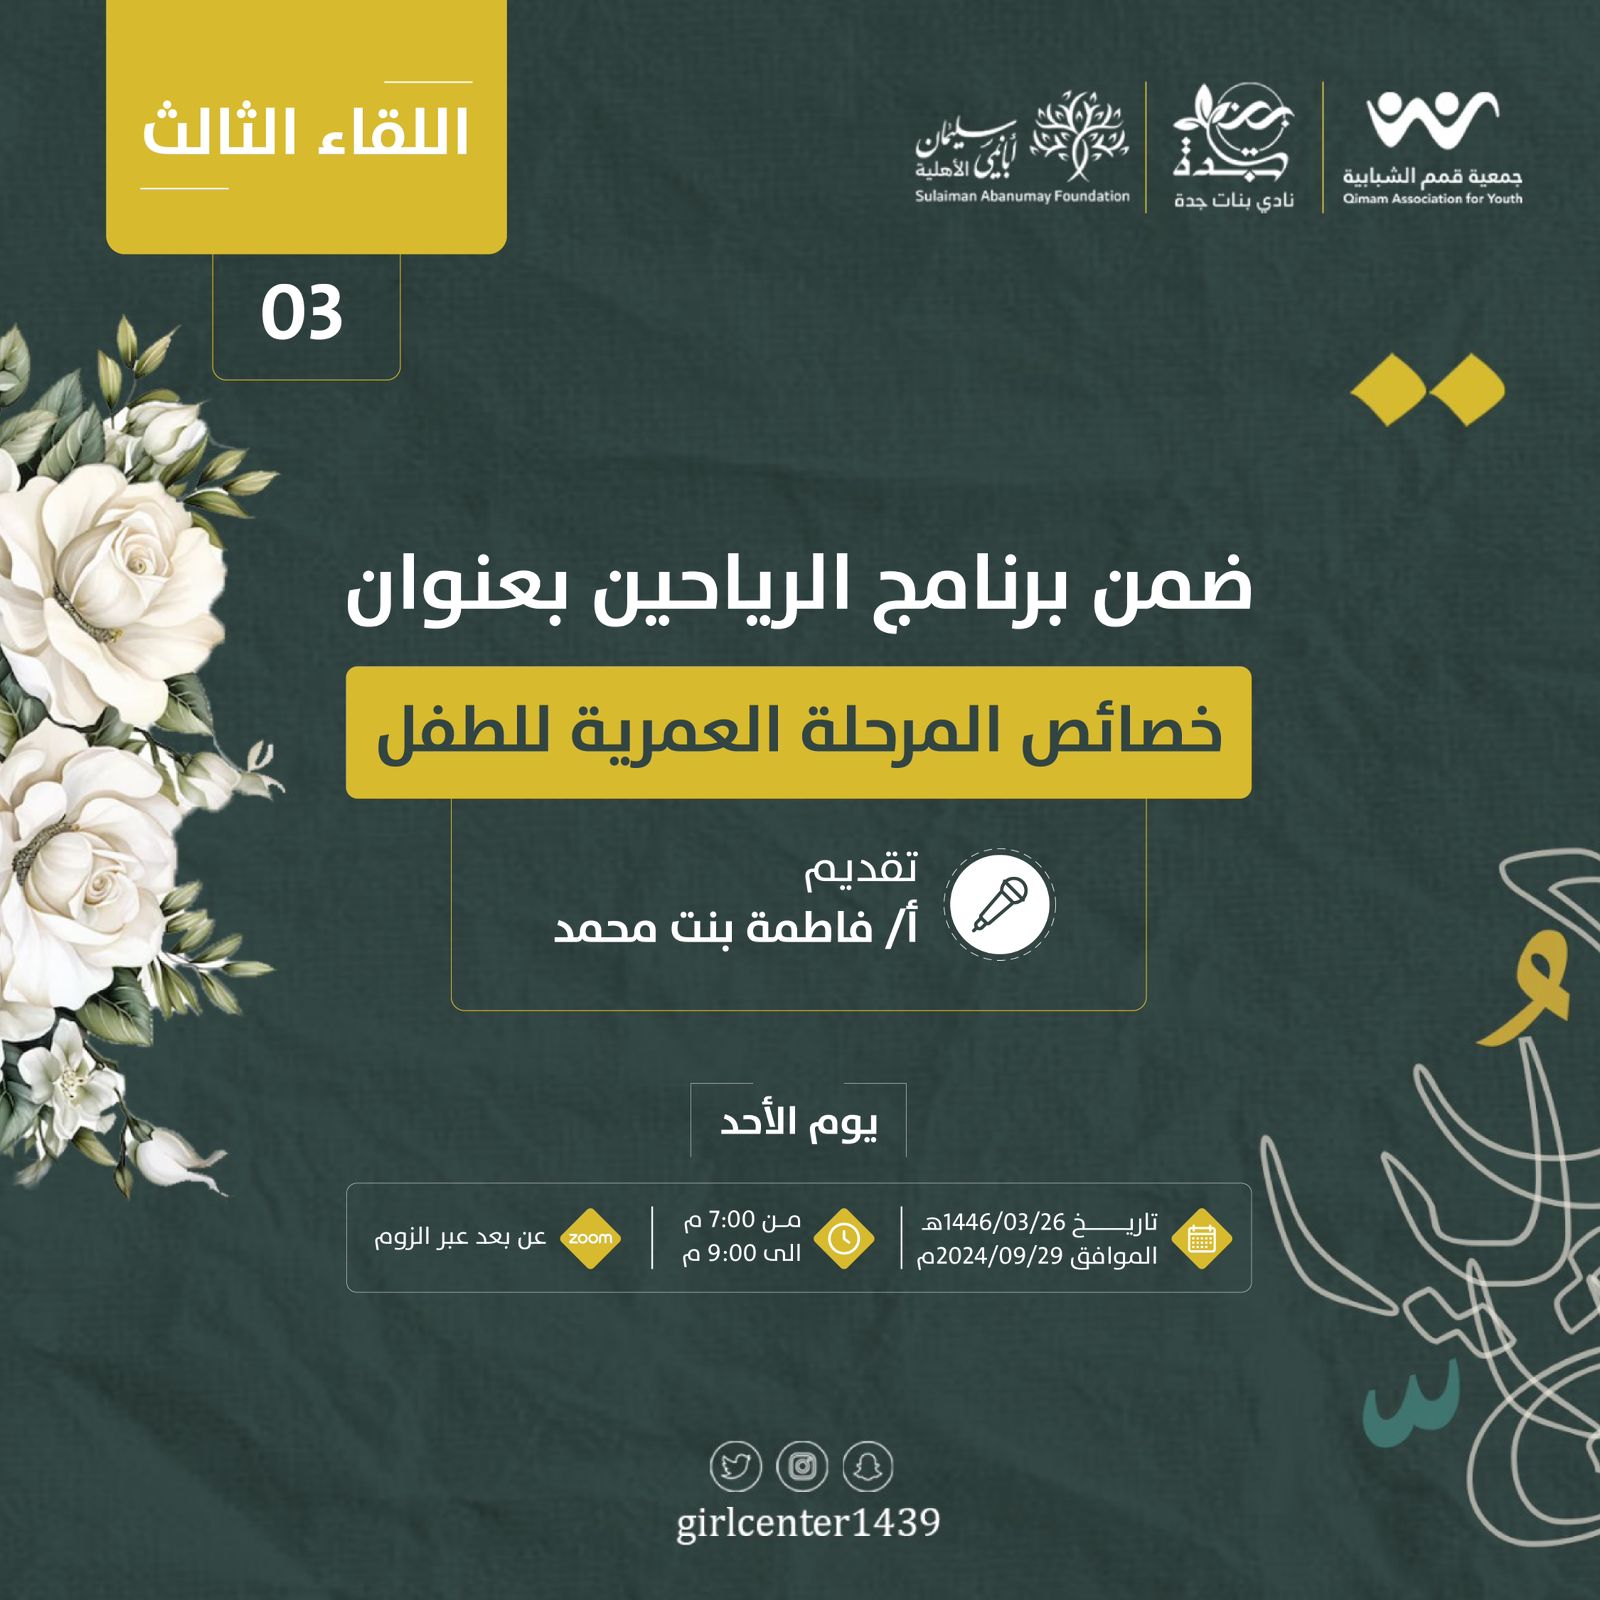 جمعية قمم الشبابية
Qimam Association for Youth
نادي بنات جدة
سليمان
أبانمي
الأهلية
Sulaiman Abanumay Foundation
اللقاء الثالث
03
ضمن برنامج الرياحين بعنوان
خصائص المرحلة العمرية للطفل
تقديم
أ/ فاطمة بنت محمد
يوم الأحد
تاريـــــخ 1446/03/26هـ
الموافق 2024/09/29م
مـن 7:00 م
الى 9:00 م
zoom
عن بعد عبر الزوم
girlcenter1439